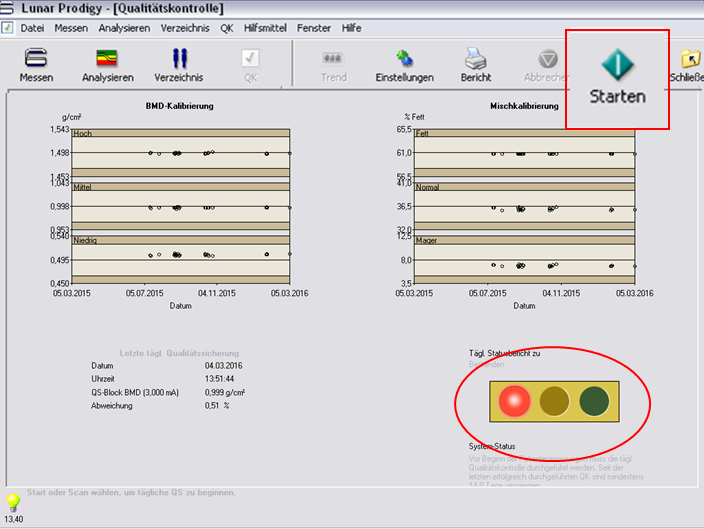 Lunar Prodigy - [Qualitätskontrolle]
Datei Messen Analysieren Verzeichnis QK Hilfsmittel Fenster Hilfe
Messen Analysieren Verzeichnis QK Trend Einstellungen Bericht Abbreche Starten Schließe
BMD-Kalibrierung
g/cm²
1,543
Hoch
1,498
1,453
1,043
Mittel
0,998
0,953
0,540
Niedrig
0,495
0,450
05.03.2015 05.07.2015 04.11.2015 05.03.2016
Datum
Mischkalibrierung
% Fett
65,5
Fett
61,0
56,5
41,0
Normal
36,5
32,0
12,5
Mager
8,0
3,5
05.03.2015 05.07.2015 04.11.2015 05.03.2016
Datum
Letzte tägl. Qualitätssicherung
Datum 04.03.2016
Uhrzeit 13:51:44
QS-Block BMD (3,000 mA) 0,999 g/cm²
Abweichung 0,51 %
Tägl. Statusbericht zu
Bestanden
System-Status
Vor Beginn der muss die tägl
Qualitätskontrolle durchgeführt werden. Seit der
letzten erfolgreich durchgeführten QK sind mindestens
Start oder Scan wählen, um tägliche QS zu beginnen.
13,40